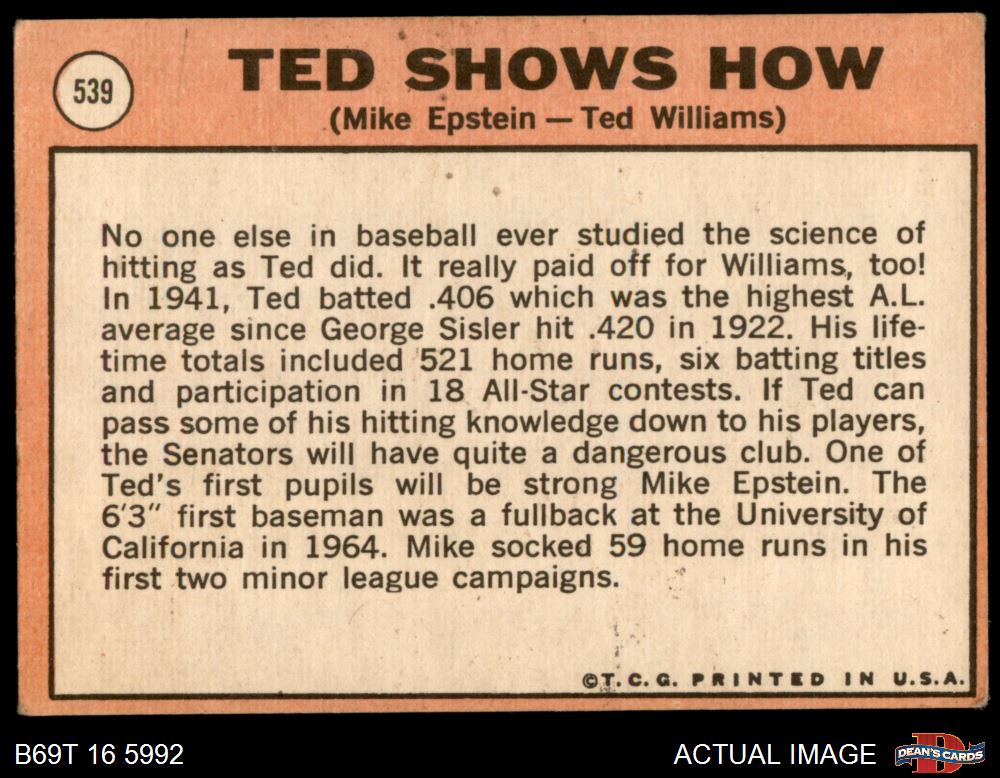 539
TED SHOWS HOW
(Mike Epstein — Ted Williams)
No one else in baseball ever studied the science of
hitting as Ted did. It really paid off for Williams, too!
In 1941, Ted batted .406 which was the highest A.L.
average since George Sisler hit .420 in 1922. His life-
time totals included 521 home runs, six batting titles
and participation in 18 All-Star contests. If Ted can
pass some of his hitting knowledge down to his players,
the Senators will have quite a dangerous club. One of
Ted's first pupils will be strong Mike Epstein. The
6'3" first baseman was a fullback at the University of
California in 1964. Mike socked 59 home runs in his
first two minor league campaigns.
©T.C.G. PRINTED IN U.S.A.
B69T 16 5992
ACTUAL IMAGE
D
DEAN'S CARDS